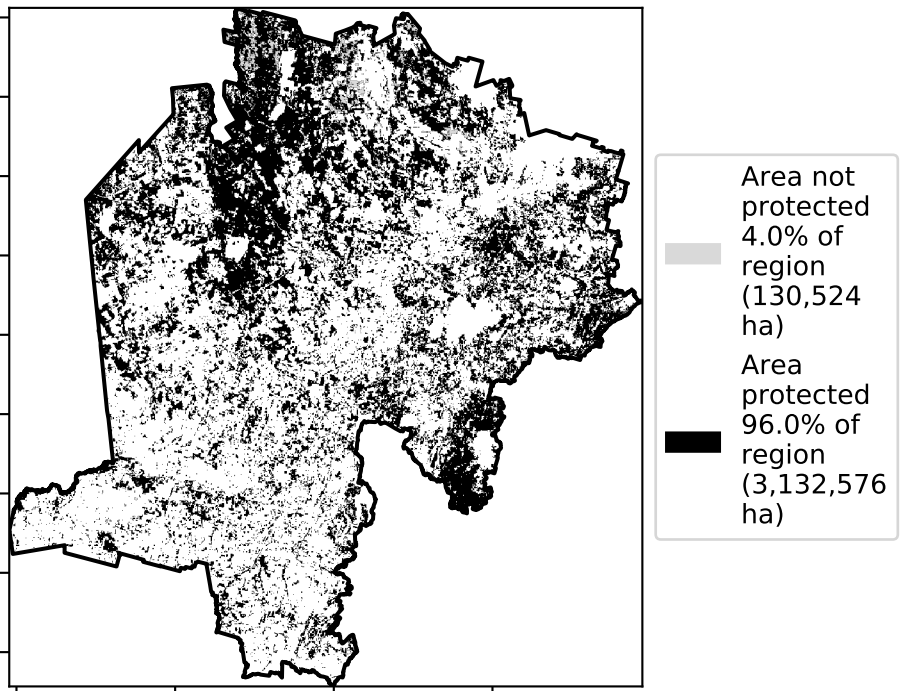 Area not
protected
4.0% of
region
(130,524
ha)
Area
protected
96.0% of
region
(3,132,576
ha)